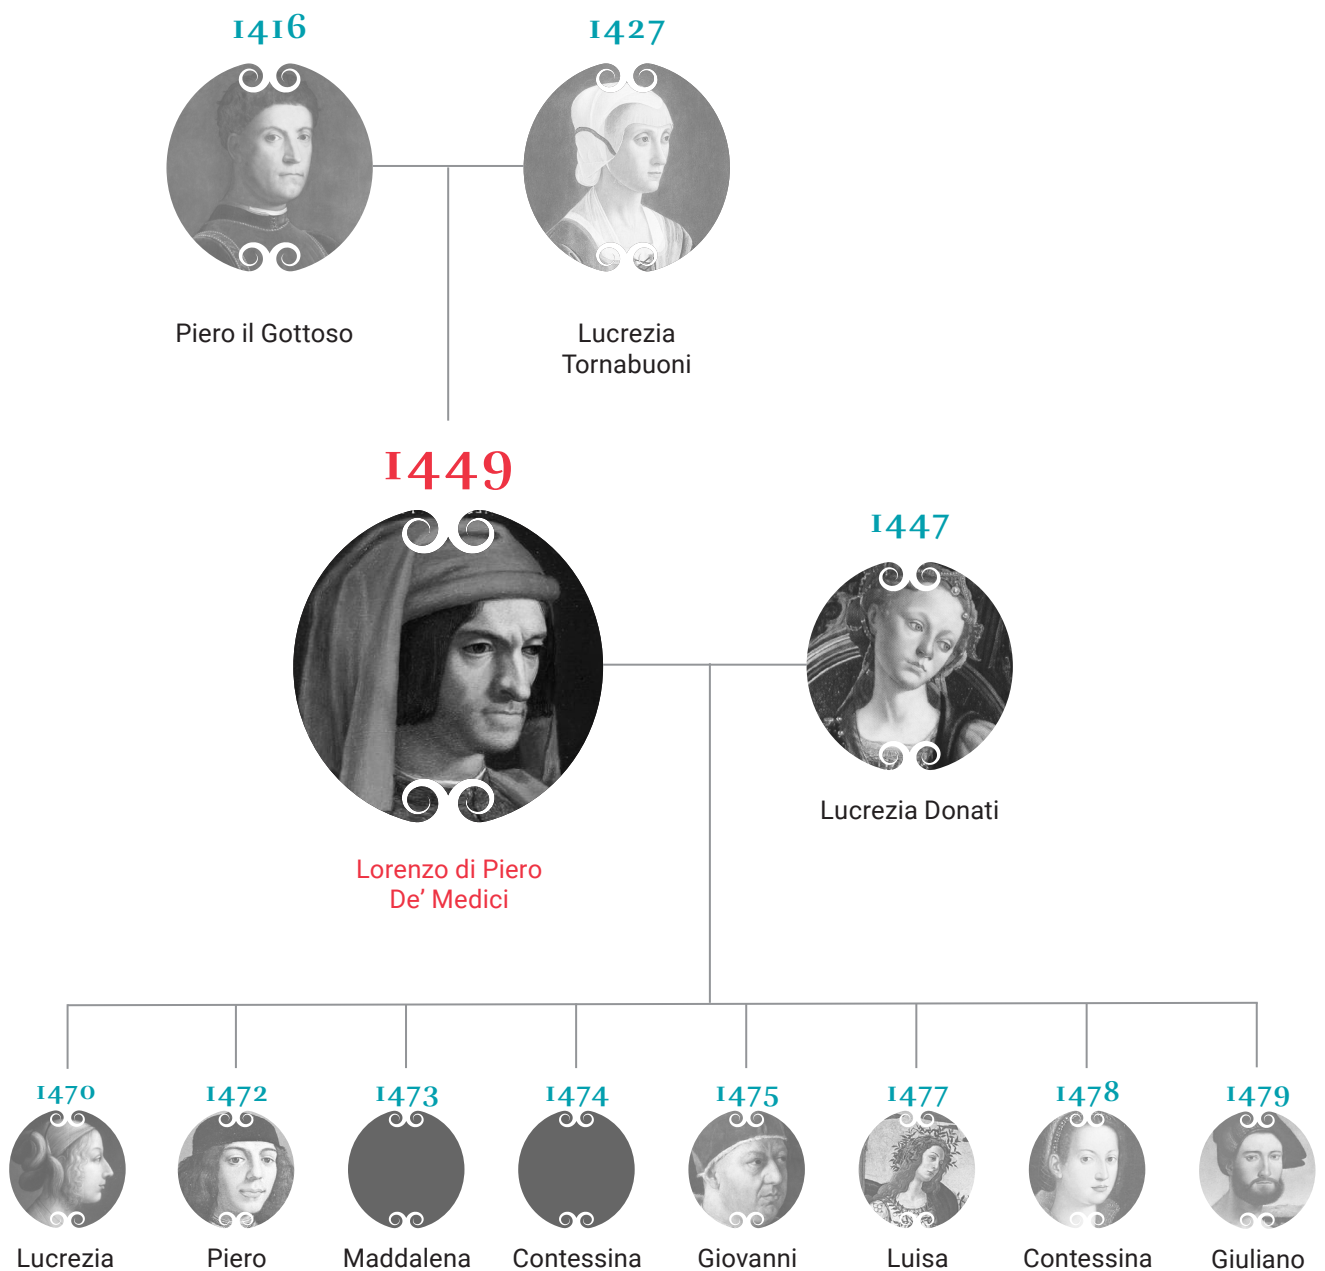 1416
1427
Piero il Gottoso
Lucrezia
Tornabuoni
1449
1447
Lucrezia Donati
Lorenzo di Piero
De’ Medici
1470
1472
1473
1474
1475
1477
1478
1479
Lucrezia
Piero
Maddalena
Contessina
Giovanni
Luisa
Contessina
Giuliano